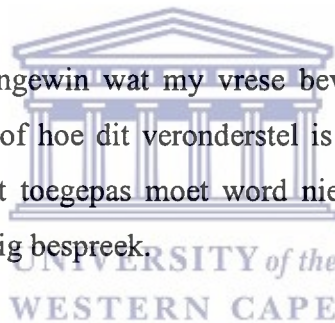 ngewin wat my vrese bev
of hoe dit veronderstel is
t toegepas moet word nie
ig bespreek.
UNIVERSITY of the
WESTERN CAPE